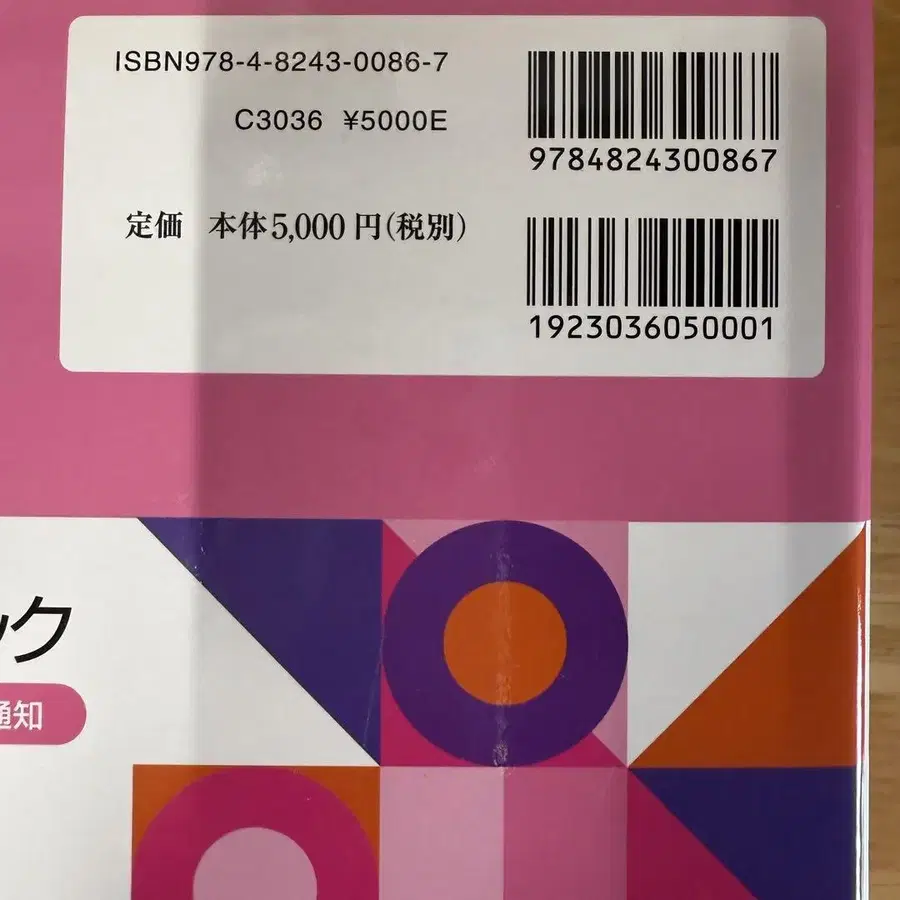 ISBN978-4-8243-0086-7
C3036 ¥5000E
9784824300867
定価 本体5,000円(税別)
1923036050001
ック
通知